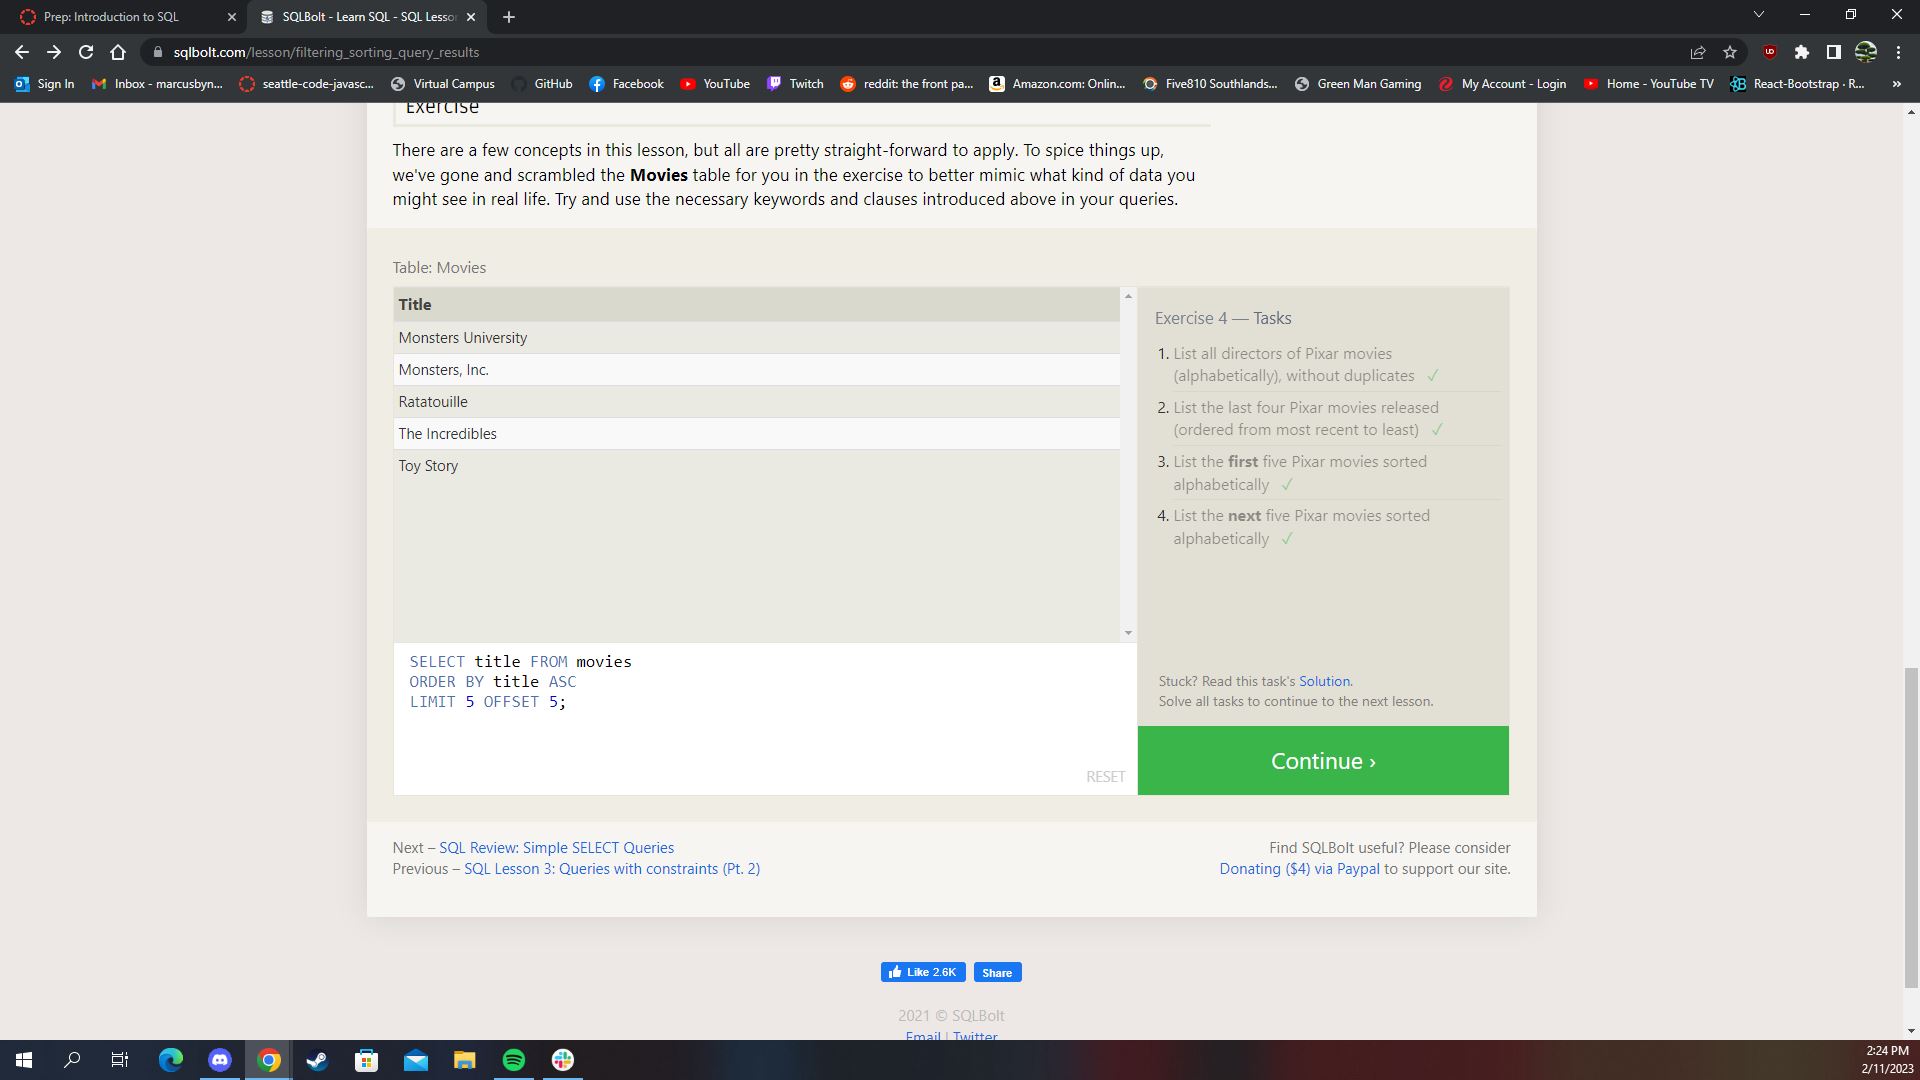 Prep: Introduction to SQL
SQLBolt - Learn SQL - SQL Lesson
sqlbolt.com/lesson/filtering_sorting_query_results
Sign In
Inbox - marcusbyn...
seattle-code-javasc...
Virtual Campus
GitHub
Facebook
YouTube
Twitch
reddit: the front pa...
Amazon.com: Onlin...
Five810 Southlands...
Green Man Gaming
My Account - Login
Home - YouTube TV
React-Bootstrap · R...
»
Exercise
There are a few concepts in this lesson, but all are pretty straight-forward to apply. To spice things up,
we've gone and scrambled the Movies table for you in the exercise to better mimic what kind of data you
might see in real life. Try and use the necessary keywords and clauses introduced above in your queries.
Table: Movies
Title
Monsters University
Monsters, Inc.
Ratatouille
The Incredibles
Toy Story
SELECT title FROM movies
ORDER BY title ASC
LIMIT 5 OFFSET 5;
RESET
Exercise 4 — Tasks
1. List all directors of Pixar movies
(alphabetically), without duplicates ✓
2. List the last four Pixar movies released
(ordered from most recent to least) ✓
3. List the first five Pixar movies sorted
alphabetically ✓
4. List the next five Pixar movies sorted
alphabetically ✓
Stuck? Read this task's Solution.
Solve all tasks to continue to the next lesson.
Continue ›
Next – SQL Review: Simple SELECT Queries
Previous – SQL Lesson 3: Queries with constraints (Pt. 2)
Find SQLBolt useful? Please consider
Donating ($4) via Paypal to support our site.
Like 2.6K
Share
2021 © SQLBolt
Email | Twitter
2:24 PM
2/11/2023